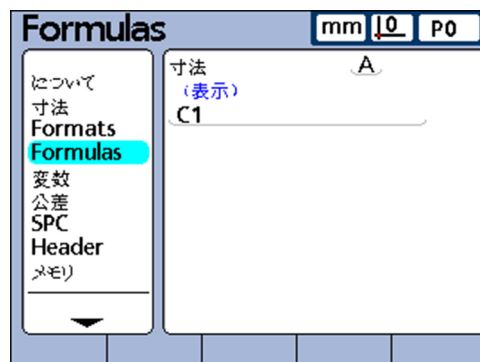 Formulas
mm 0 P0
について
寸法
Formats
Formulas
変数
公差
SPC
Header
メモリ
寸法 A
(表示)
C1